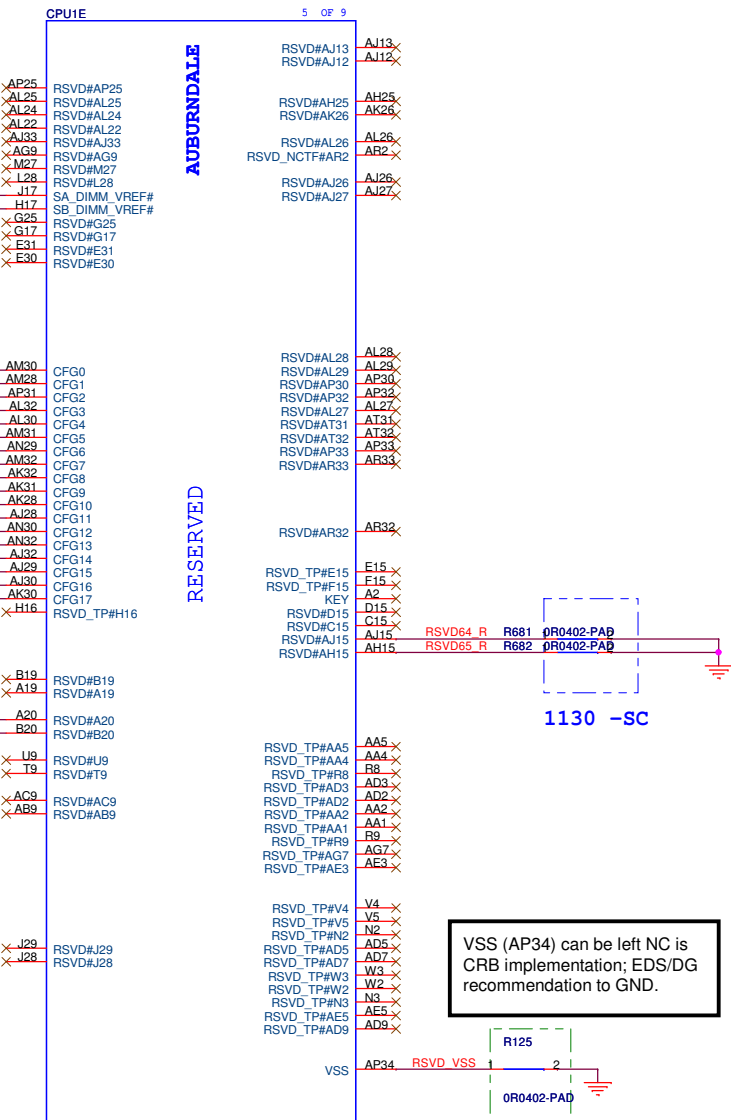 CPU1E
5 OF 9
AUBURNDALE
RESERVED
AP25 RSVD#AP25
AL25 RSVD#AL25
AL24 RSVD#AL24
AL22 RSVD#AL22
AJ33 RSVD#AJ33
AG9 RSVD#AG9
M27 RSVD#M27
L28 RSVD#L28
J17 SA_DIMM_VREF#
H17 SB_DIMM_VREF#
G25 RSVD#G25
G17 RSVD#G17
E31 RSVD#E31
E30 RSVD#E30
AM30 CFG0
AM28 CFG1
AP31 CFG2
AL32 CFG3
AL30 CFG4
AM31 CFG5
AN29 CFG6
AM32 CFG7
AK32 CFG8
AK31 CFG9
AK28 CFG10
AJ28 CFG11
AN30 CFG12
AN32 CFG13
AJ32 CFG14
AJ29 CFG15
AJ30 CFG16
AK30 CFG17
H16 RSVD_TP#H16
B19 RSVD#B19
A19 RSVD#A19
A20 RSVD#A20
B20 RSVD#B20
U9 RSVD#U9
T9 RSVD#T9
AC9 RSVD#AC9
AB9 RSVD#AB9
J29 RSVD#J29
J28 RSVD#J28
RSVD#AJ13 AJ13
RSVD#AJ12 AJ12
RSVD#AH25 AH25
RSVD#AK26 AK26
RSVD#AL26 AL26
RSVD_NCTF#AR2 AR2
RSVD#AJ26 AJ26
RSVD#AJ27 AJ27
RSVD#AL28 AL28
RSVD#AL29 AL29
RSVD#AP30 AP30
RSVD#AP32 AP32
RSVD#AL27 AL27
RSVD#AT31 AT31
RSVD#AT32 AT32
RSVD#AP33 AP33
RSVD#AR33 AR33
RSVD#AR32 AR32
RSVD_TP#E15 E15
RSVD_TP#F15 F15
KEY A2
RSVD#D15 D15
RSVD#C15 C15
RSVD#AJ15 AJ15 RSVD64_R R681 1 0R0402-PAD 2
RSVD#AH15 AH15 RSVD65_R R682 1 0R0402-PAD 2
1130 -SC
RSVD_TP#AA5 AA5
RSVD_TP#AA4 AA4
RSVD_TP#R8 R8
RSVD_TP#AD3 AD3
RSVD_TP#AD2 AD2
RSVD_TP#AA2 AA2
RSVD_TP#AA1 AA1
RSVD_TP#R9 R9
RSVD_TP#AG7 AG7
RSVD_TP#AE3 AE3
RSVD_TP#V4 V4
RSVD_TP#V5 V5
RSVD_TP#N2 N2
RSVD_TP#AD5 AD5
RSVD_TP#AD7 AD7
RSVD_TP#W3 W3
RSVD_TP#W2 W2
RSVD_TP#N3 N3
RSVD_TP#AE5 AE5
RSVD_TP#AD9 AD9
VSS (AP34) can be left NC is
CRB implementation; EDS/DG
recommendation to GND.
R125
VSS AP34 RSVD_VSS 1 2
0R0402-PAD